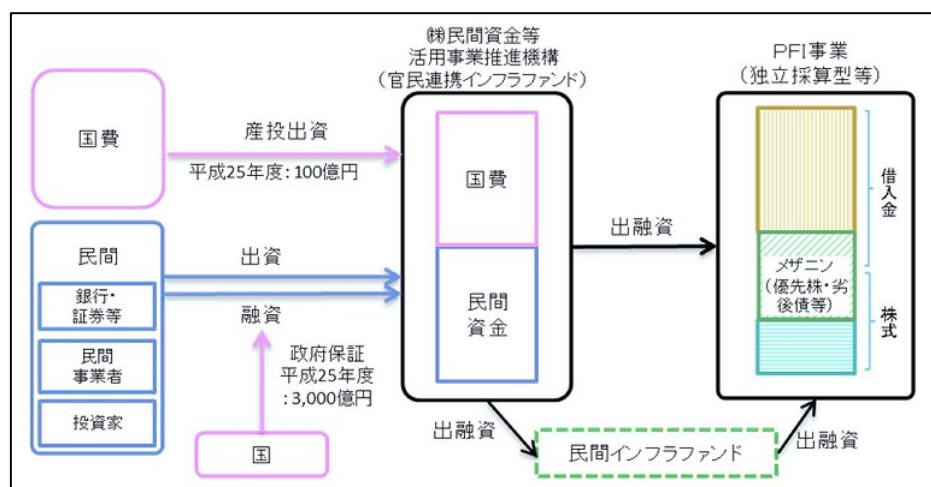 ㈱民間資金等
活用事業推進機構
（官民連携インフラファンド）
PFI事業
（独立採算型等）
国費
産投出資
平成25年度：100億円
国費
民間
銀行・
証券等
民間
事業者
投資家
出資
融資
政府保証
平成25年度
：3,000億円
国
民間
資金
出融資
メザニン
（優先株・劣
後債等）
借入金
株式
出融資
民間インフラファンド
出融資